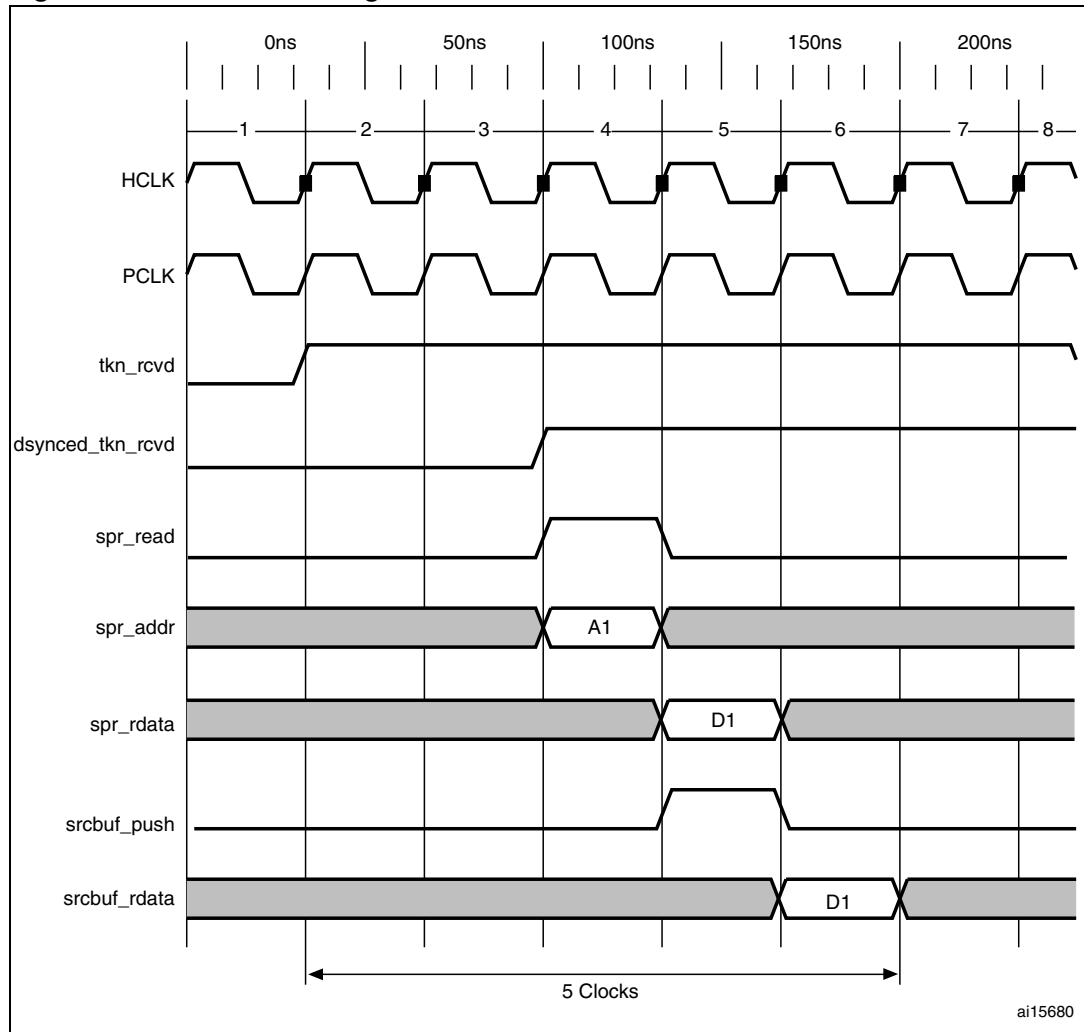 0ns 50ns 100ns 150ns 200ns
1 2 3 4 5 6 7 8
HCLK
PCLK
tkn_rcvd
dsynced_tkn_rcvd
spr_read
spr_addr A1
spr_rdata D1
srcbuf_push
srcbuf_rdata D1
5 Clocks
ai15680